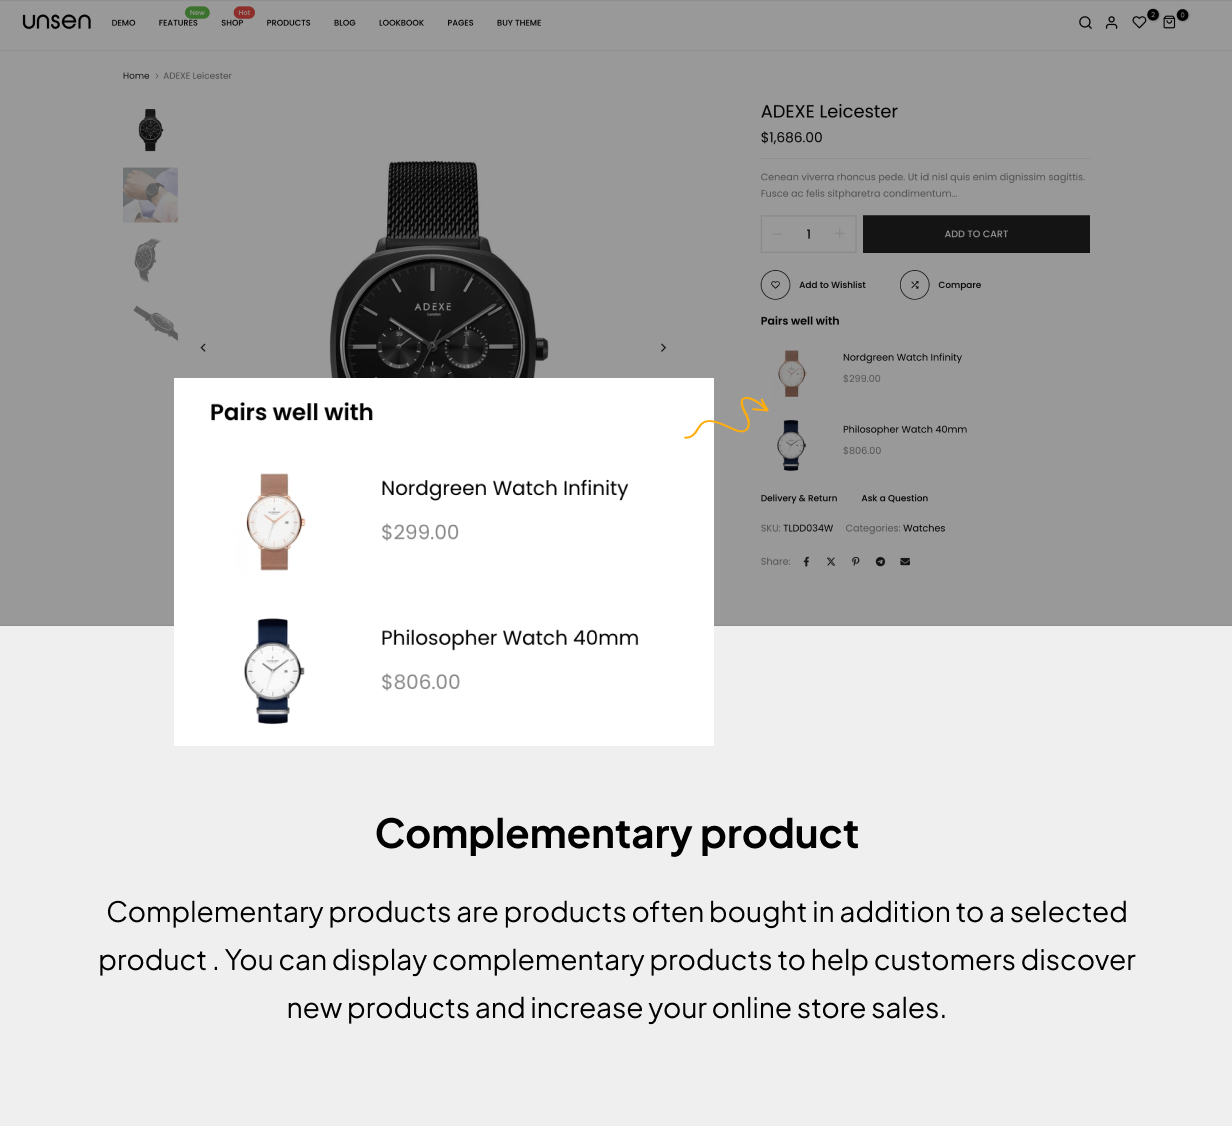 unsen
DEMO
FEATURES
New
SHOP
Hot
PRODUCTS
BLOG
LOOKBOOK
PAGES
BUY THEME
2
0
Home > ADEXE Leicester
ADEXE
London
ADEXE Leicester
$1,686.00
Cenean viverra rhoncus pede. Ut id nisl quis enim dignissim sagittis.
Fusce ac felis sitpharetra condimentum...
1
ADD TO CART
Add to Wishlist
Compare
Pairs well with
Nordgreen Watch Infinity
$299.00
Philosopher Watch 40mm
$806.00
Delivery & Return
Ask a Question
SKU: TLDD034W
Categories: Watches
Share:
Pairs well with
Nordgreen Watch Infinity
$299.00
Philosopher Watch 40mm
$806.00
Complementary product
Complementary products are products often bought in addition to a selected
product . You can display complementary products to help customers discover
new products and increase your online store sales.